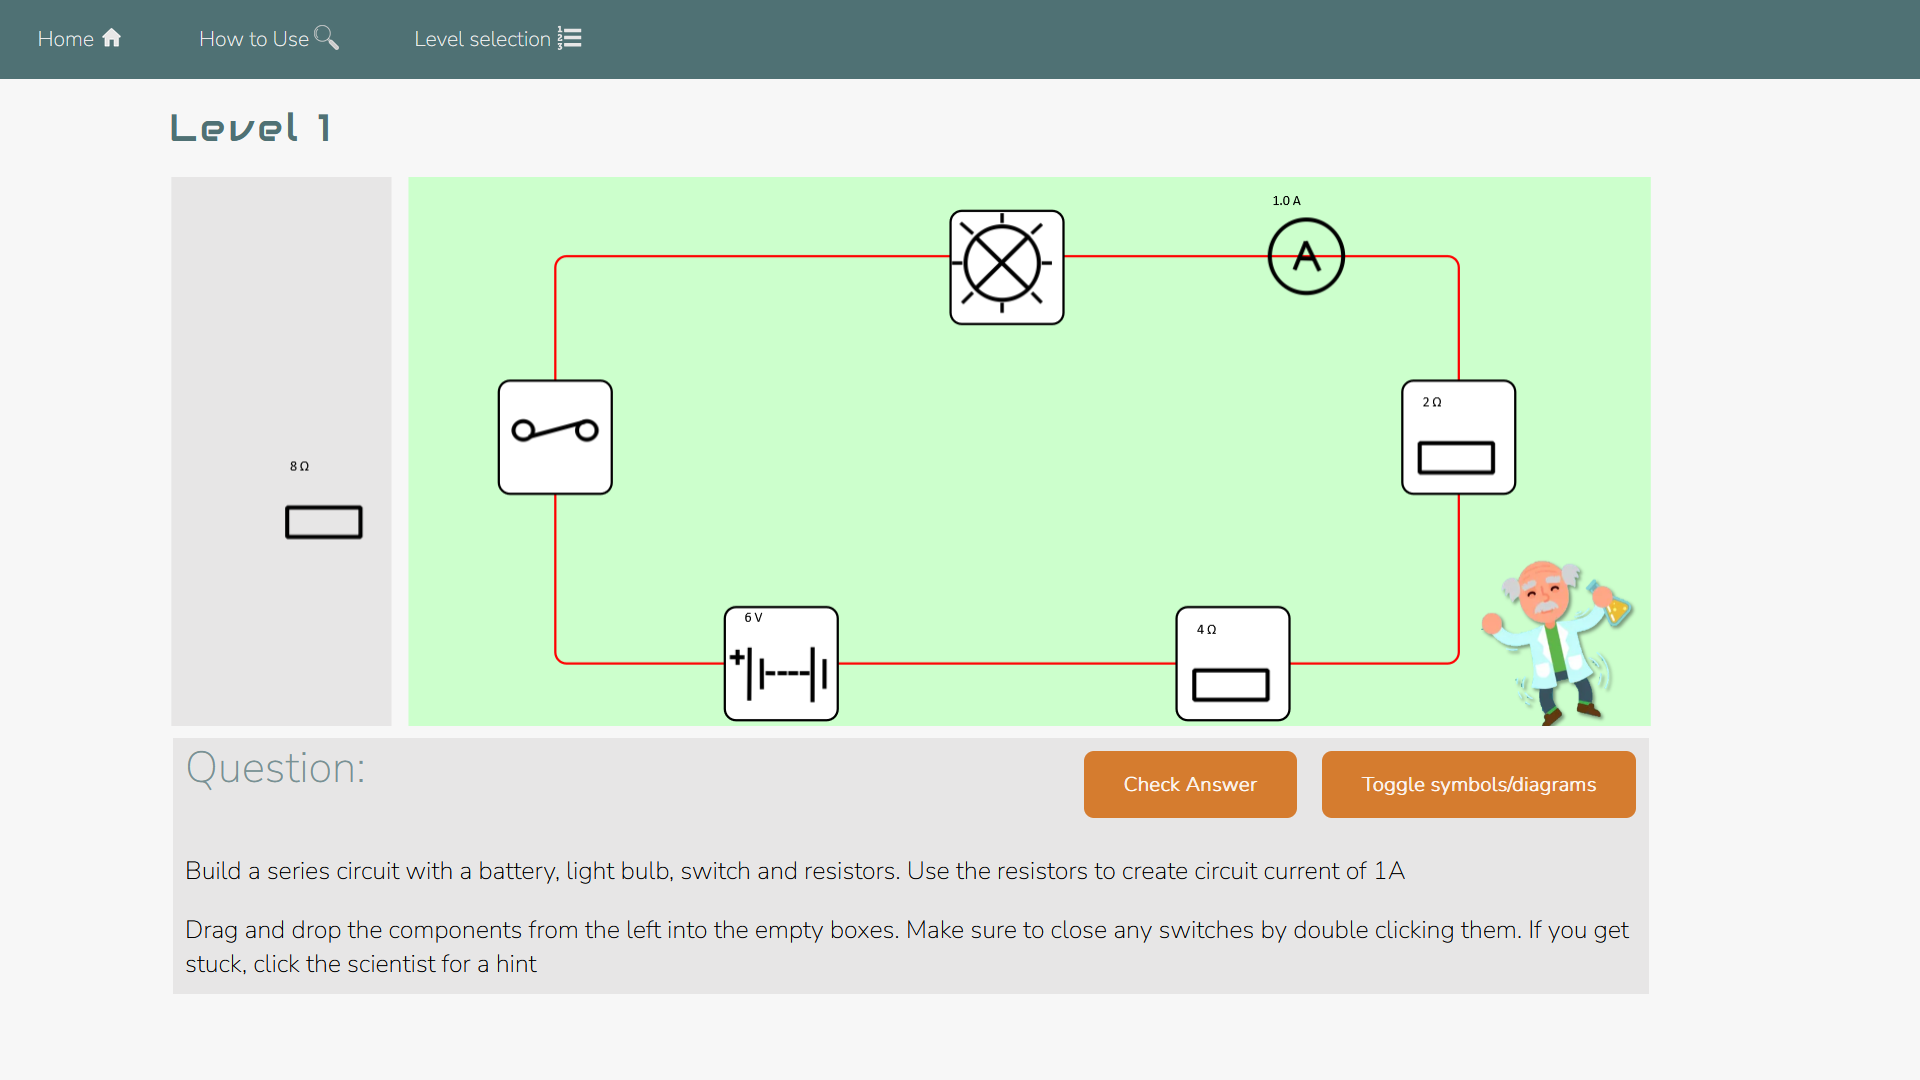 Home
How to Use
Level selection
Level 1
1.0 A
A
2 Ω
8 Ω
6 V
+
4 Ω
Question:
Check Answer
Toggle symbols/diagrams
Build a series circuit with a battery, light bulb, switch and resistors. Use the resistors to create circuit current of 1A
Drag and drop the components from the left into the empty boxes. Make sure to close any switches by double clicking them. If you get
stuck, click the scientist for a hint